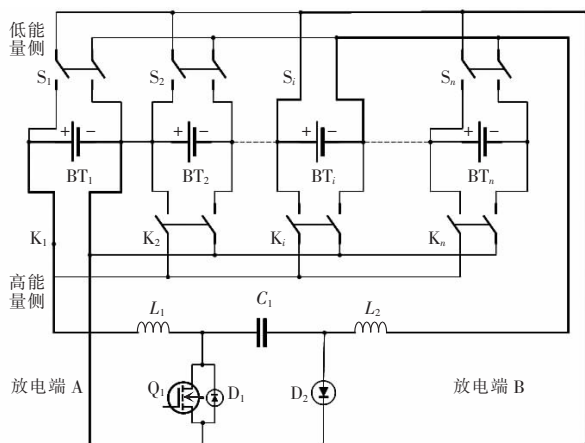 低能
量侧
S₁ S₂ Sᵢ Sₙ
+ − + − + − + −
BT₁ BT₂ BTᵢ BTₙ
K₁ K₂ Kᵢ Kₙ
高能
量侧
L₁ C₁ L₂
放电端 A Q₁ D₁ D₂ 放电端 B